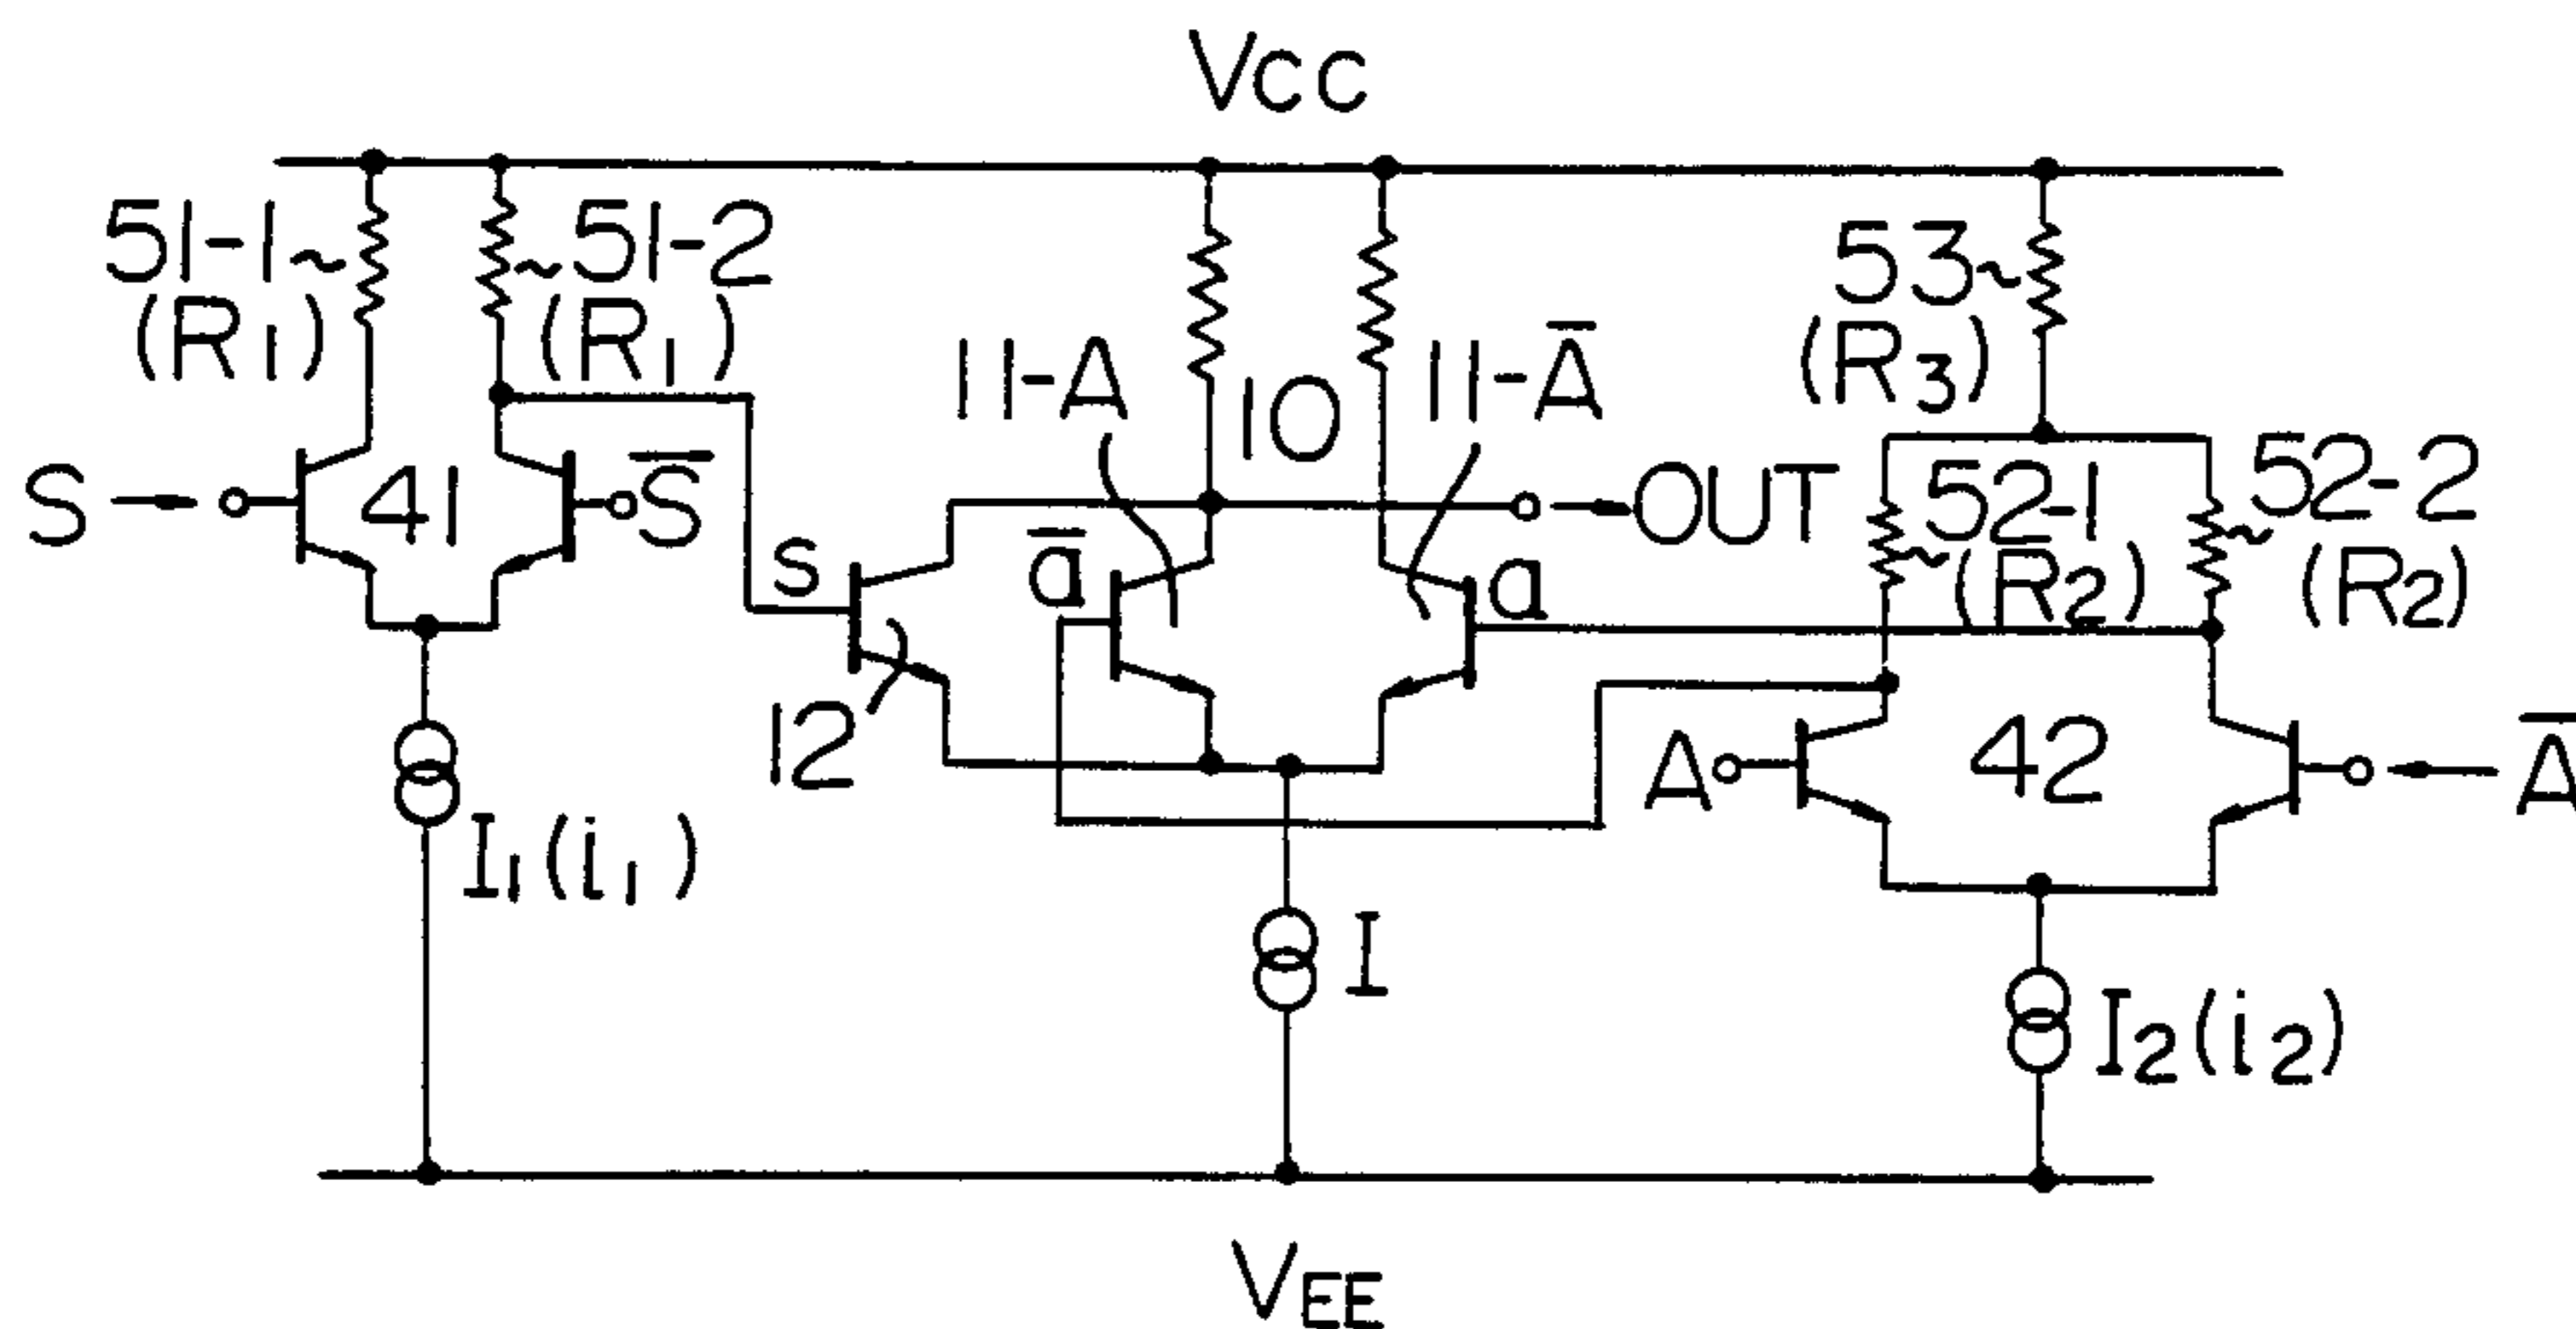 VCC
51-1
(R1)
51-2
(R1)
11-A
10
11-A̅
53
(R3)
S
41
S̅
s
a̅
a
OUT
52-1
(R2)
52-2
(R2)
12
A
42
A̅
I1(i1)
I
I2(i2)
VEE